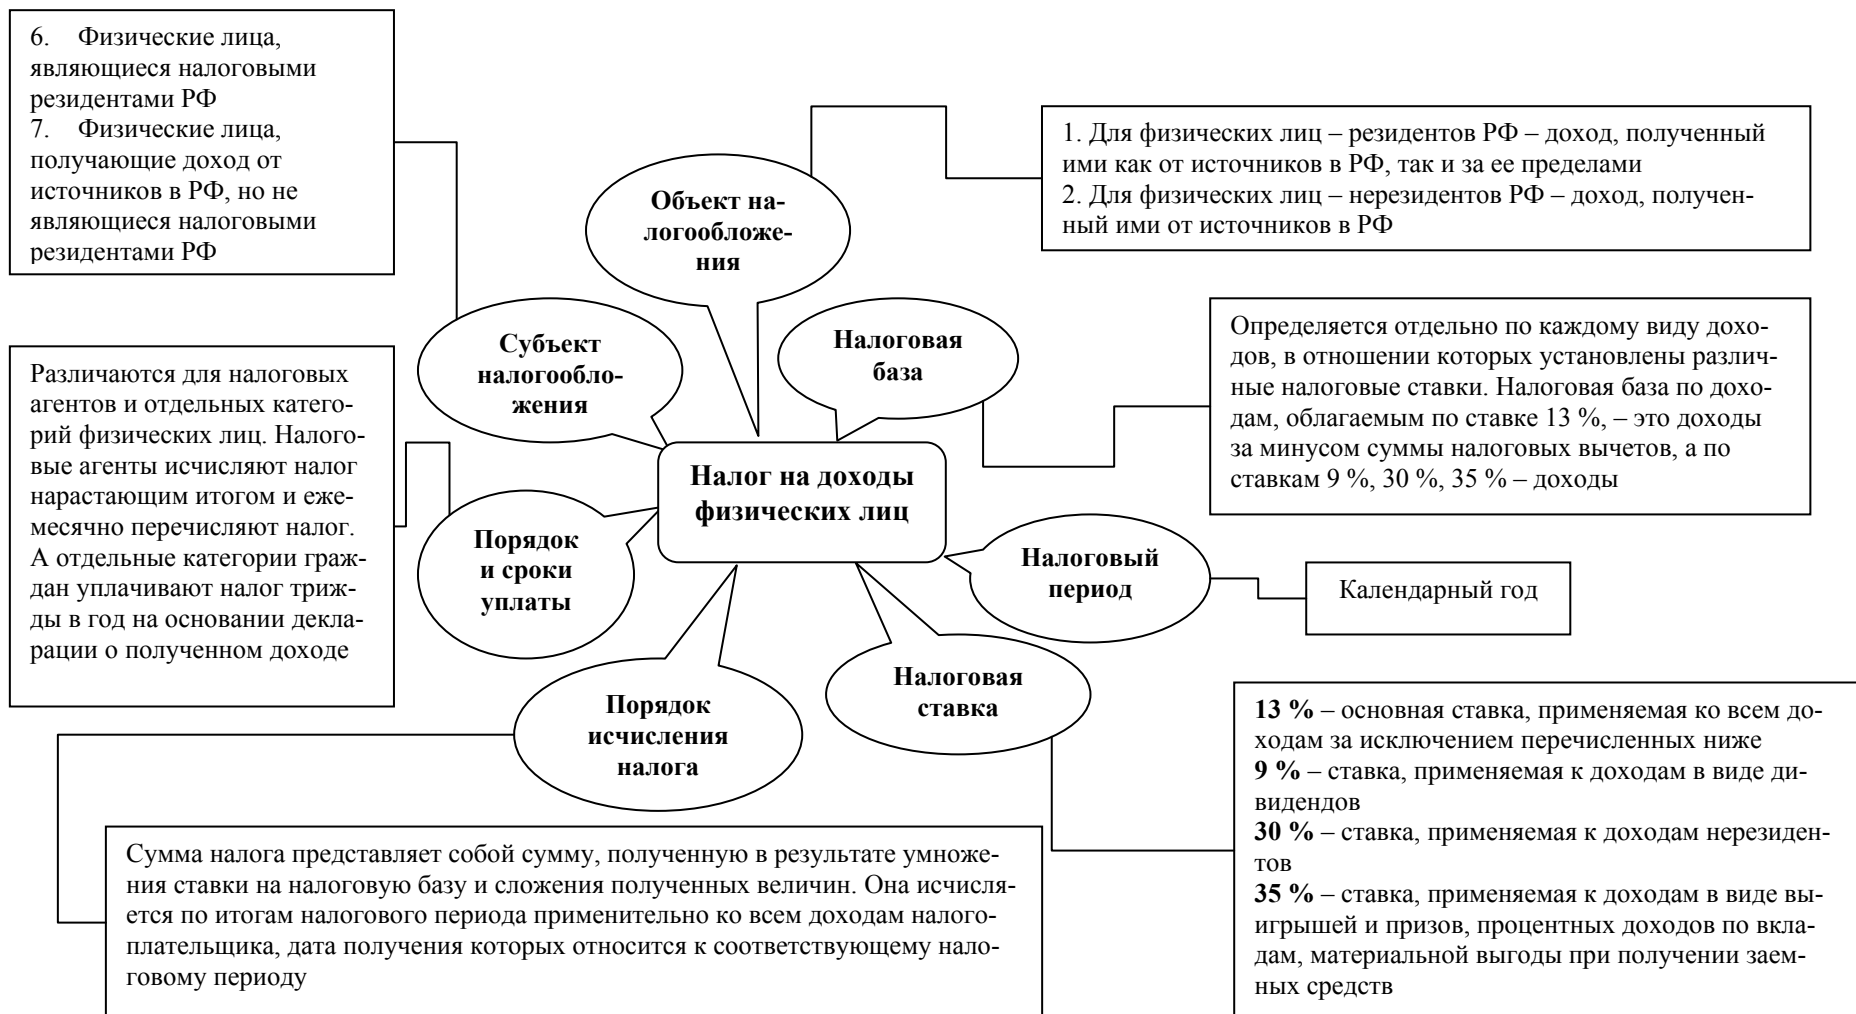 6. Физические лица,
являющиеся налоговыми
резидентами РФ
7. Физические лица,
получающие доход от
источников в РФ, но не
являющиеся налоговыми
резидентами РФ
Объект на-
логообложе-
ния
1. Для физических лиц – резидентов РФ – доход, полученный
ими как от источников в РФ, так и за ее пределами
2. Для физических лиц – нерезидентов РФ – доход, получен-
ный ими от источников в РФ
Субъект
налогообло-
жения
Налоговая
база
Определяется отдельно по каждому виду дохо-
дов, в отношении которых установлены различ-
ные налоговые ставки. Налоговая база по дохо-
дам, облагаемым по ставке 13 %, – это доходы
за минусом суммы налоговых вычетов, а по
ставкам 9 %, 30 %, 35 % – доходы
Различаются для налоговых
агентов и отдельных катего-
рий физических лиц. Налого-
вые агенты исчисляют налог
нарастающим итогом и еже-
месячно перечисляют налог.
А отдельные категории граж-
дан уплачивают налог триж-
ды в год на основании декла-
рации о полученном доходе
Налог на доходы
физических лиц
Порядок
и сроки
уплаты
Налоговый
период
Календарный год
Порядок
исчисления
налога
Налоговая
ставка
13 % – основная ставка, применяемая ко всем до-
ходам за исключением перечисленных ниже
9 % – ставка, применяемая к доходам в виде ди-
видендов
30 % – ставка, применяемая к доходам нерезиден-
тов
35 % – ставка, применяемая к доходам в виде вы-
игрышей и призов, процентных доходов по вкла-
дам, материальной выгоды при получении заем-
ных средств
Сумма налога представляет собой сумму, полученную в результате умноже-
ния ставки на налоговую базу и сложения полученных величин. Она исчисля-
ется по итогам налогового периода применительно ко всем доходам налого-
плательщика, дата получения которых относится к соответствующему нало-
говому периоду